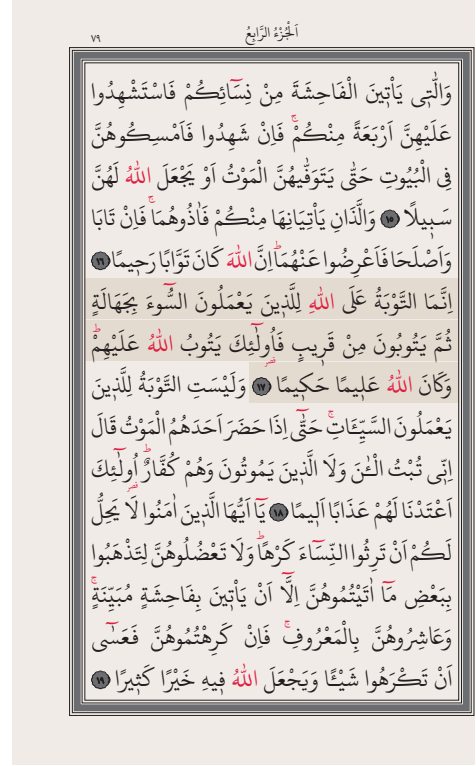 ٧٩
اَلْجُزْءُ الرَّابِعُ
وَالّٰت۪ي يَأْت۪ينَ الْفَاحِشَةَ مِنْ نِسَٓائِكُمْ فَاسْتَشْهِدُوا
عَلَيْهِنَّ اَرْبَعَةً مِنْكُمْۚ فَاِنْ شَهِدُوا فَاَمْسِكُوهُنَّ
فِي الْبُيُوتِ حَتّٰى يَتَوَفّٰيهُنَّ الْمَوْتُ اَوْ يَجْعَلَ اللّٰهُ لَهُنَّ
سَب۪يلًا ١٥ وَالَّذَانِ يَأْتِيَانِهَا مِنْكُمْ فَاٰذُوهُمَاۚ فَاِنْ تَابَا
وَاَصْلَحَا فَاَعْرِضُوا عَنْهُمَاۜ اِنَّ اللّٰهَ كَانَ تَوَّابًا رَح۪يمًا ١٦
اِنَّمَا التَّوْبَةُ عَلَى اللّٰهِ لِلَّذ۪ينَ يَعْمَلُونَ السُّٓوءَ بِجَهَالَةٍ
ثُمَّ يَتُوبُونَ مِنْ قَر۪يبٍ فَاُو۬لٰٓئِكَ يَتُوبُ اللّٰهُ عَلَيْهِمْۜ
وَكَانَ اللّٰهُ عَل۪يمًا حَك۪يمًا ١٧ وَلَيْسَتِ التَّوْبَةُ لِلَّذ۪ينَ
يَعْمَلُونَ السَّيِّـَٔاتِۚ حَتّٰٓى اِذَا حَضَرَ اَحَدَهُمُ الْمَوْتُ قَالَ
اِنّ۪ي تُبْتُ الْـٰٔنَ وَلَا الَّذ۪ينَ يَمُوتُونَ وَهُمْ كُفَّارٌۜ اُو۬لٰٓئِكَ
اَعْتَدْنَا لَهُمْ عَذَابًا اَل۪يمًا ١٨ يَٓا اَيُّهَا الَّذ۪ينَ اٰمَنُوا لَا يَحِلُّ
لَكُمْ اَنْ تَرِثُوا النِّسَٓاءَ كَرْهًاۜ وَلَا تَعْضُلُوهُنَّ لِتَذْهَبُوا
بِبَعْضِ مَٓا اٰتَيْتُمُوهُنَّ اِلَّٓا اَنْ يَأْت۪ينَ بِفَاحِشَةٍ مُبَيِّنَةٍۚ
وَعَاشِرُوهُنَّ بِالْمَعْرُوفِۚ فَاِنْ كَرِهْتُمُوهُنَّ فَعَسٰٓى
اَنْ تَكْرَهُوا شَيْـًٔا وَيَجْعَلَ اللّٰهُ ف۪يهِ خَيْرًا كَث۪يرًا ١٩